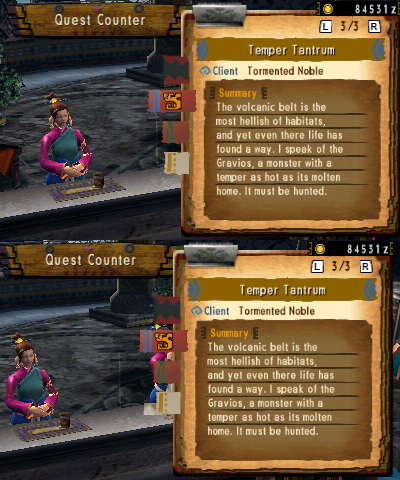 Quest Counter
84531z
L 3/3 R
Temper Tantrum
Client Tormented Noble
Summary
The volcanic belt is the
most hellish of habitats,
and yet even there life has
found a way. I speak of the
Gravios, a monster with a
temper as hot as its molten
home. It must be hunted.
Quest Counter
84531z
L 3/3 R
Temper Tantrum
Client Tormented Noble
Summary
The volcanic belt is the
most hellish of habitats,
and yet even there life has
found a way. I speak of the
Gravios, a monster with a
temper as hot as its molten
home. It must be hunted.